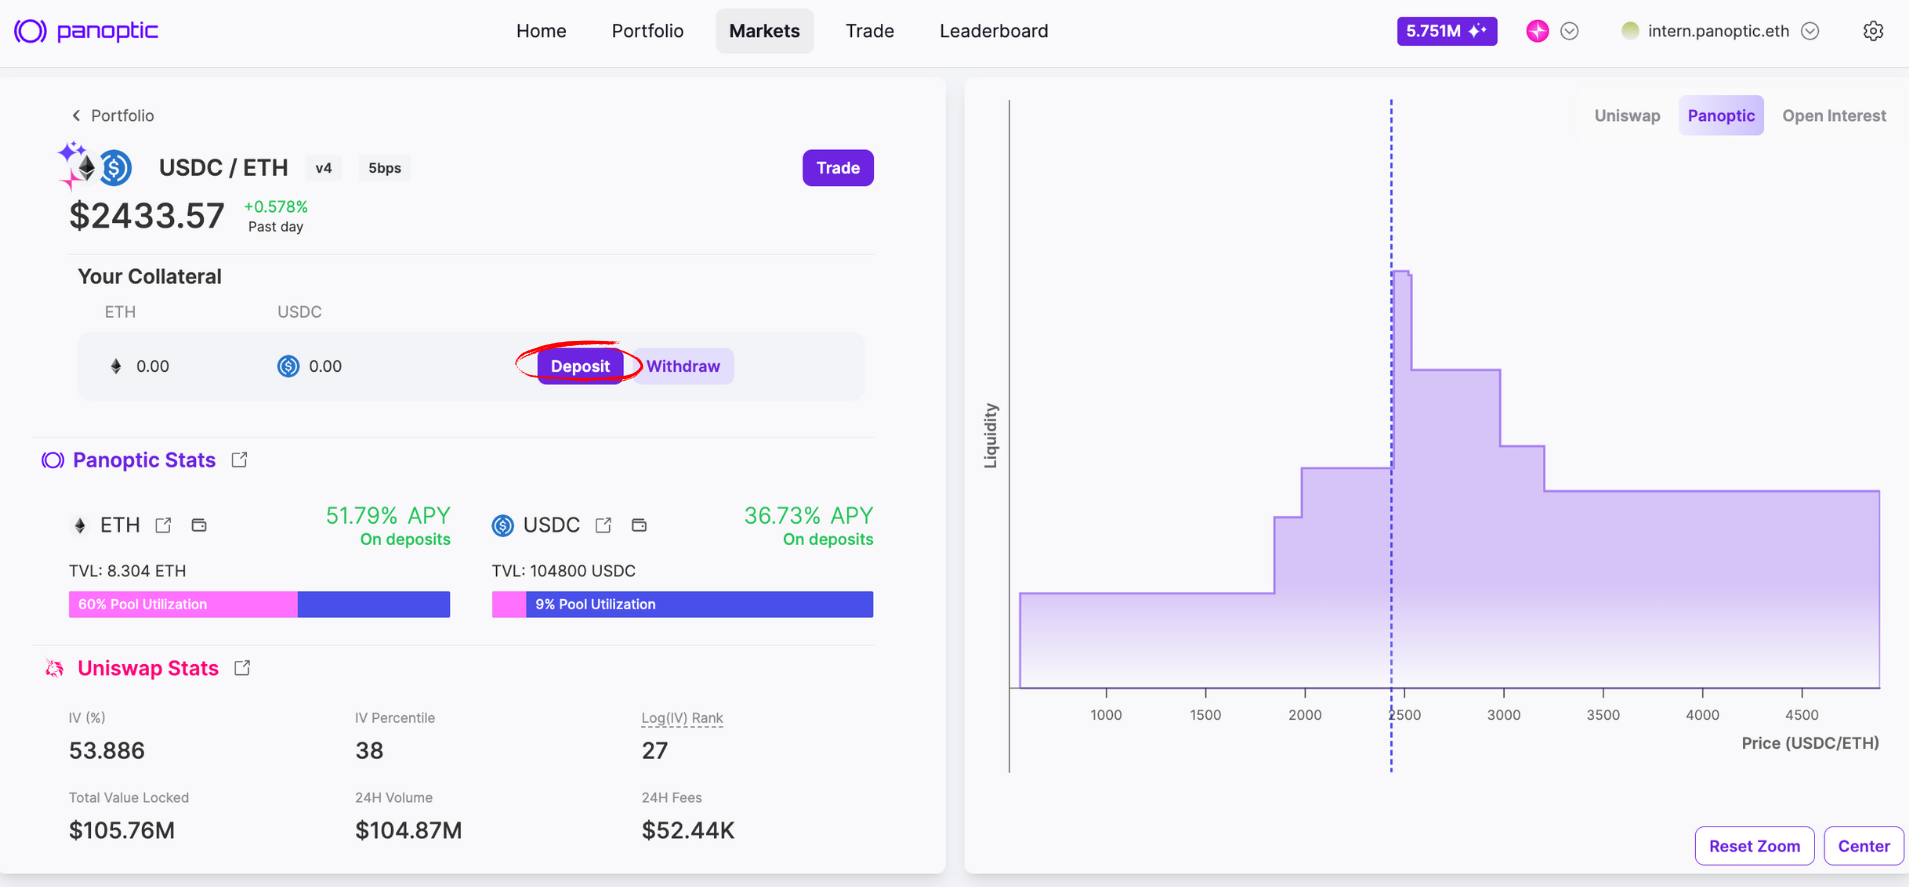 panoptic
Home
Portfolio
Markets
Trade
Leaderboard
5.751M
intern.panoptic.eth
Portfolio
USDC / ETH
v4
5bps
Trade
$2433.57
+0.578%
Past day
Your Collateral
ETH
USDC
0.00
0.00
Deposit
Withdraw
Panoptic Stats
ETH
51.79% APY
On deposits
TVL: 8.304 ETH
60% Pool Utilization
USDC
36.73% APY
On deposits
TVL: 104800 USDC
9% Pool Utilization
Uniswap Stats
IV (%)
53.886
IV Percentile
38
Log(IV) Rank
27
Total Value Locked
$105.76M
24H Volume
$104.87M
24H Fees
$52.44K
Uniswap
Panoptic
Open Interest
Liquidity
1000
1500
2000
2500
3000
3500
4000
4500
Price (USDC/ETH)
Reset Zoom
Center